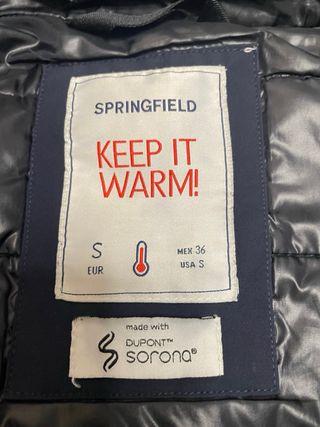 SPRINGFIELD
KEEP IT
WARM!
S
EUR
MEX 36
USA S
made with
DUPONT™
sorona®